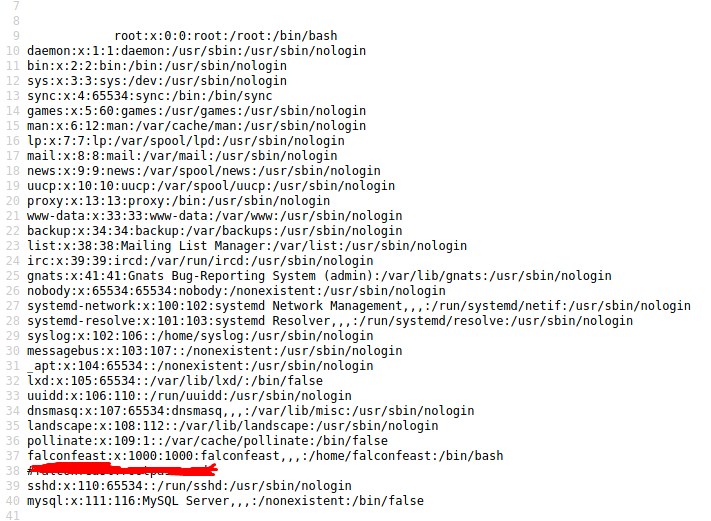 7
8
9 root:x:0:0:root:/root:/bin/bash
10 daemon:x:1:1:daemon:/usr/sbin:/usr/sbin/nologin
11 bin:x:2:2:bin:/bin:/usr/sbin/nologin
12 sys:x:3:3:sys:/dev:/usr/sbin/nologin
13 sync:x:4:65534:sync:/bin:/bin/sync
14 games:x:5:60:games:/usr/games:/usr/sbin/nologin
15 man:x:6:12:man:/var/cache/man:/usr/sbin/nologin
16 lp:x:7:7:lp:/var/spool/lpd:/usr/sbin/nologin
17 mail:x:8:8:mail:/var/mail:/usr/sbin/nologin
18 news:x:9:9:news:/var/spool/news:/usr/sbin/nologin
19 uucp:x:10:10:uucp:/var/spool/uucp:/usr/sbin/nologin
20 proxy:x:13:13:proxy:/bin:/usr/sbin/nologin
21 www-data:x:33:33:www-data:/var/www:/usr/sbin/nologin
22 backup:x:34:34:backup:/var/backups:/usr/sbin/nologin
23 list:x:38:38:Mailing List Manager:/var/list:/usr/sbin/nologin
24 irc:x:39:39:ircd:/var/run/ircd:/usr/sbin/nologin
25 gnats:x:41:41:Gnats Bug-Reporting System (admin):/var/lib/gnats:/usr/sbin/nologin
26 nobody:x:65534:65534:nobody:/nonexistent:/usr/sbin/nologin
27 systemd-network:x:100:102:systemd Network Management,,,:/run/systemd/netif:/usr/sbin/nologin
28 systemd-resolve:x:101:103:systemd Resolver,,,:/run/systemd/resolve:/usr/sbin/nologin
29 syslog:x:102:106::/home/syslog:/usr/sbin/nologin
30 messagebus:x:103:107::/nonexistent:/usr/sbin/nologin
31 _apt:x:104:65534::/nonexistent:/usr/sbin/nologin
32 lxd:x:105:65534::/var/lib/lxd/:/bin/false
33 uuidd:x:106:110::/run/uuidd:/usr/sbin/nologin
34 dnsmasq:x:107:65534:dnsmasq,,,:/var/lib/misc:/usr/sbin/nologin
35 landscape:x:108:112::/var/lib/landscape:/usr/sbin/nologin
36 pollinate:x:109:1::/var/cache/pollinate:/bin/false
37 falconfeast:x:1000:1000:falconfeast,,,:/home/falconfeast:/bin/bash
38
39 sshd:x:110:65534::/run/sshd:/usr/sbin/nologin
40 mysql:x:111:116:MySQL Server,,,:/nonexistent:/bin/false
41